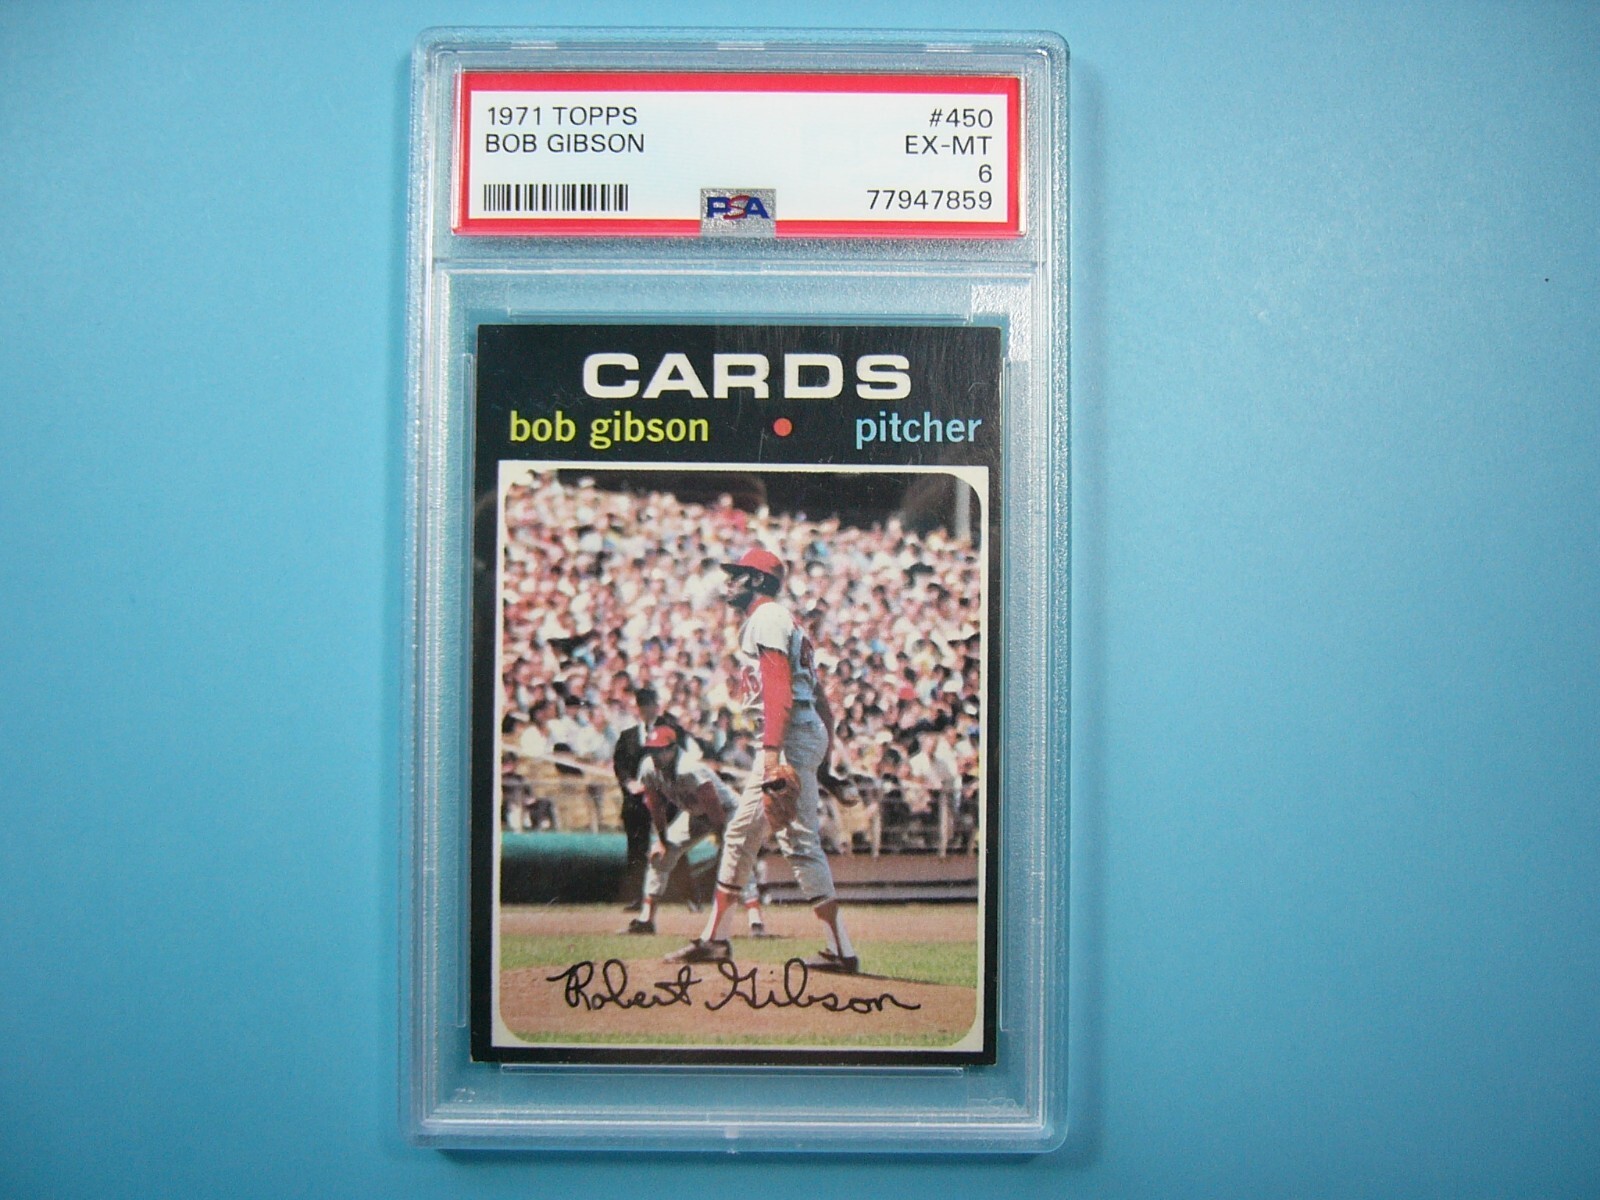 1971 TOPPS #450
BOB GIBSON EX-MT
6
PSA 77947859
CARDS
bob gibson • pitcher
Robert Gibson